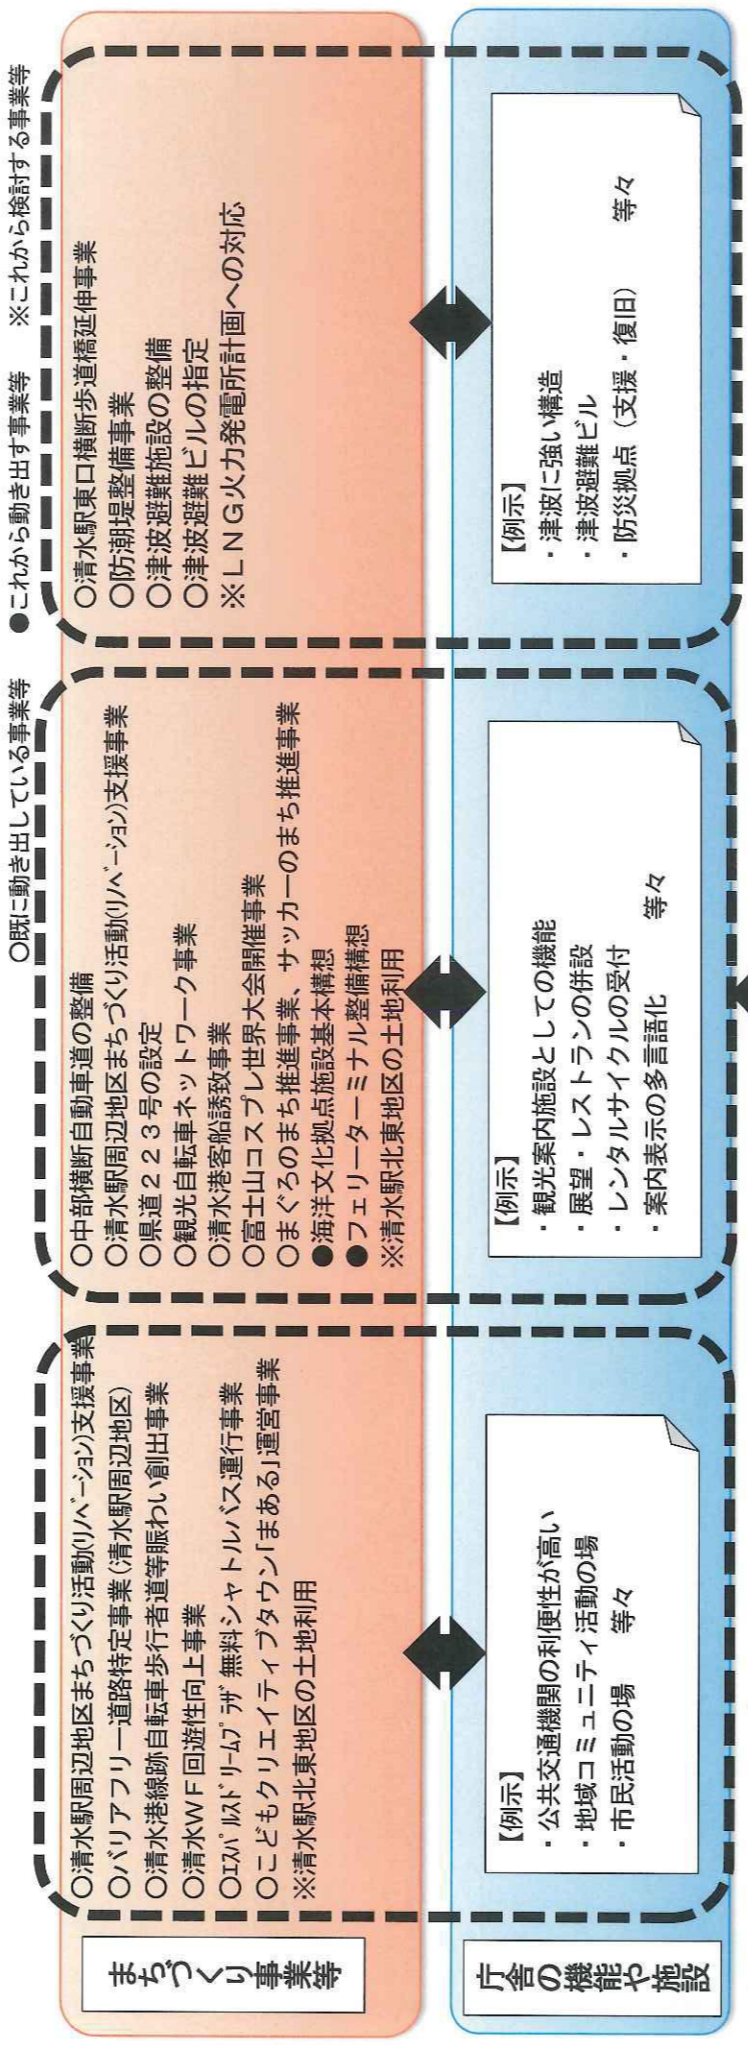 ○既に動き出している事業等　●これから動き出す事業等　※これから検討する事業等
まちづくり事業等
○清水駅周辺地区まちづくり活動(リノベーション)支援事業
○バリアフリー道路特定事業(清水駅周辺地区)
○清水港線跡自転車歩行者道等賑わい創出事業
○清水WF回遊性向上事業
○エスパルスドリームプラザ無料シャトルバス運行事業
○こどもクリエイティブタウン「まある」運営事業
※清水駅北東地区の土地利用
○中部横断自動車道の整備
○清水駅周辺地区まちづくり活動(リノベーション)支援事業
○県道223号の設定
○観光自転車ネットワーク事業
○清水港客船誘致事業
○富士山コスプレ世界大会開催事業
○まぐろのまち推進事業、サッカーのまち推進事業
●海洋文化拠点施設基本構想
●フェリーターミナル整備構想
※清水駅北東地区の土地利用
○清水駅東口横断歩道橋延伸事業
○防潮堤整備事業
○津波避難施設の整備
○津波避難ビルの指定
※LNG火力発電所計画への対応
庁舎の機能や施設
【例示】
・公共交通機関の利便性が高い
・地域コミュニティ活動の場
・市民活動の場　等々
【例示】
・観光案内施設としての機能
・展望・レストランの併設
・レンタルサイクルの受付
・案内表示の多言語化　等々
【例示】
・津波に強い構造
・津波避難ビル
・防災拠点（支援・復旧）　等々